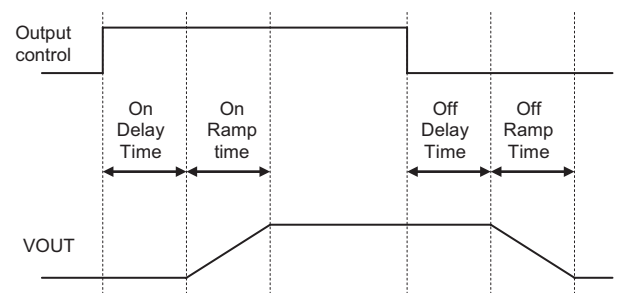 Output
control
On
Delay
Time
On
Ramp
time
Off
Delay
Time
Off
Ramp
Time
VOUT